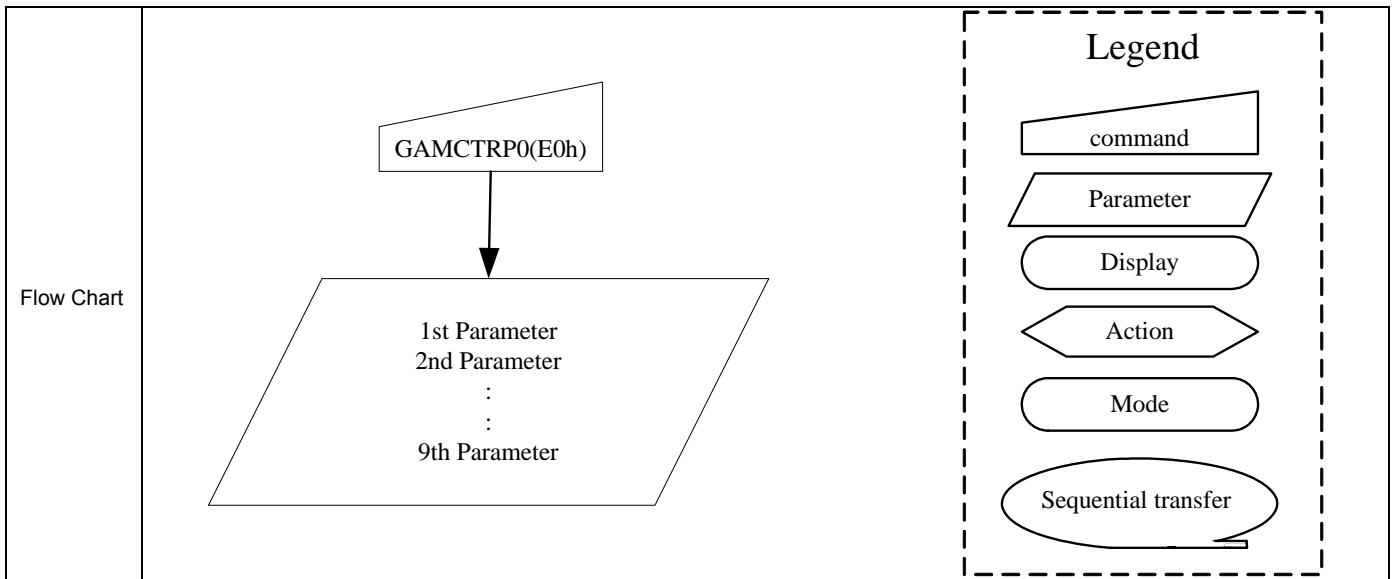 Flow Chart
GAMCTRP0(E0h)
1st Parameter
2nd Parameter
:
:
9th Parameter
Legend
command
Parameter
Display
Action
Mode
Sequential transfer